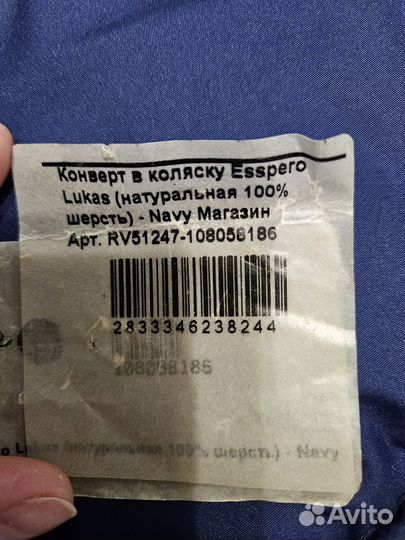 Конверт в коляску Esspero
Lukas (натуральная 100%
шерсть) - Navy Магазин
Арт. RV51247-108056186
2833346238244
108056186
o Lukas (натуральная 100% шерсть) - Navy
Avito